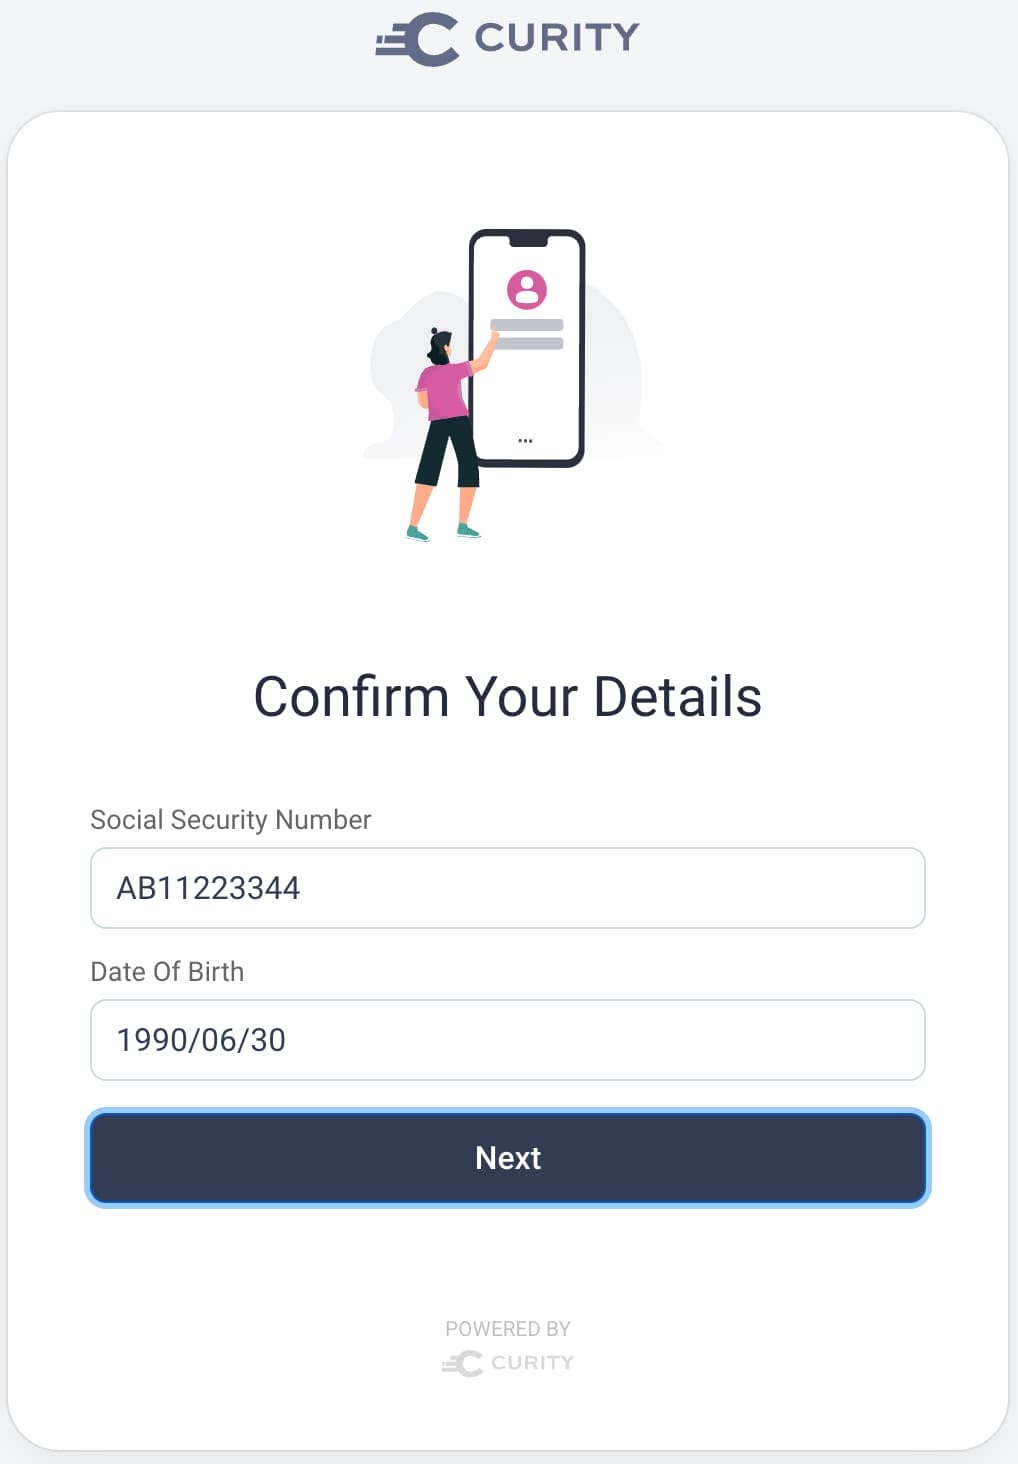 CURITY
Confirm Your Details
Social Security Number
AB11223344
Date Of Birth
1990/06/30
Next
POWERED BY
CURITY